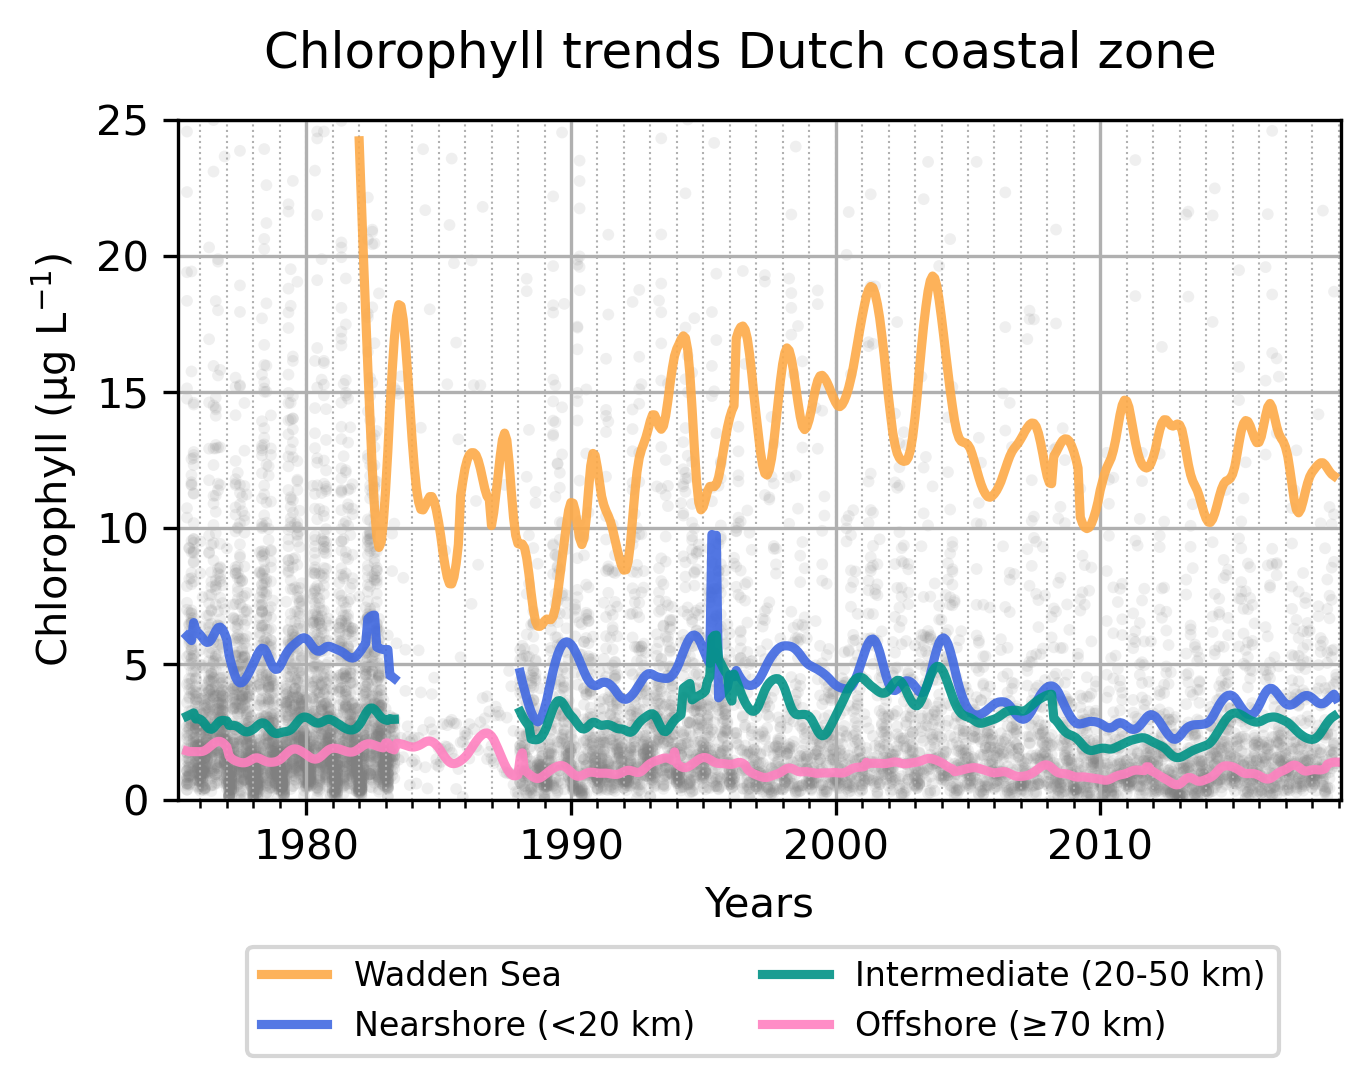 Chlorophyll trends Dutch coastal zone
25
20
15
10
5
0
Chlorophyll (µg L⁻¹)
1980 1990 2000 2010
Years
Wadden Sea
Nearshore (<20 km)
Intermediate (20-50 km)
Offshore (≥70 km)